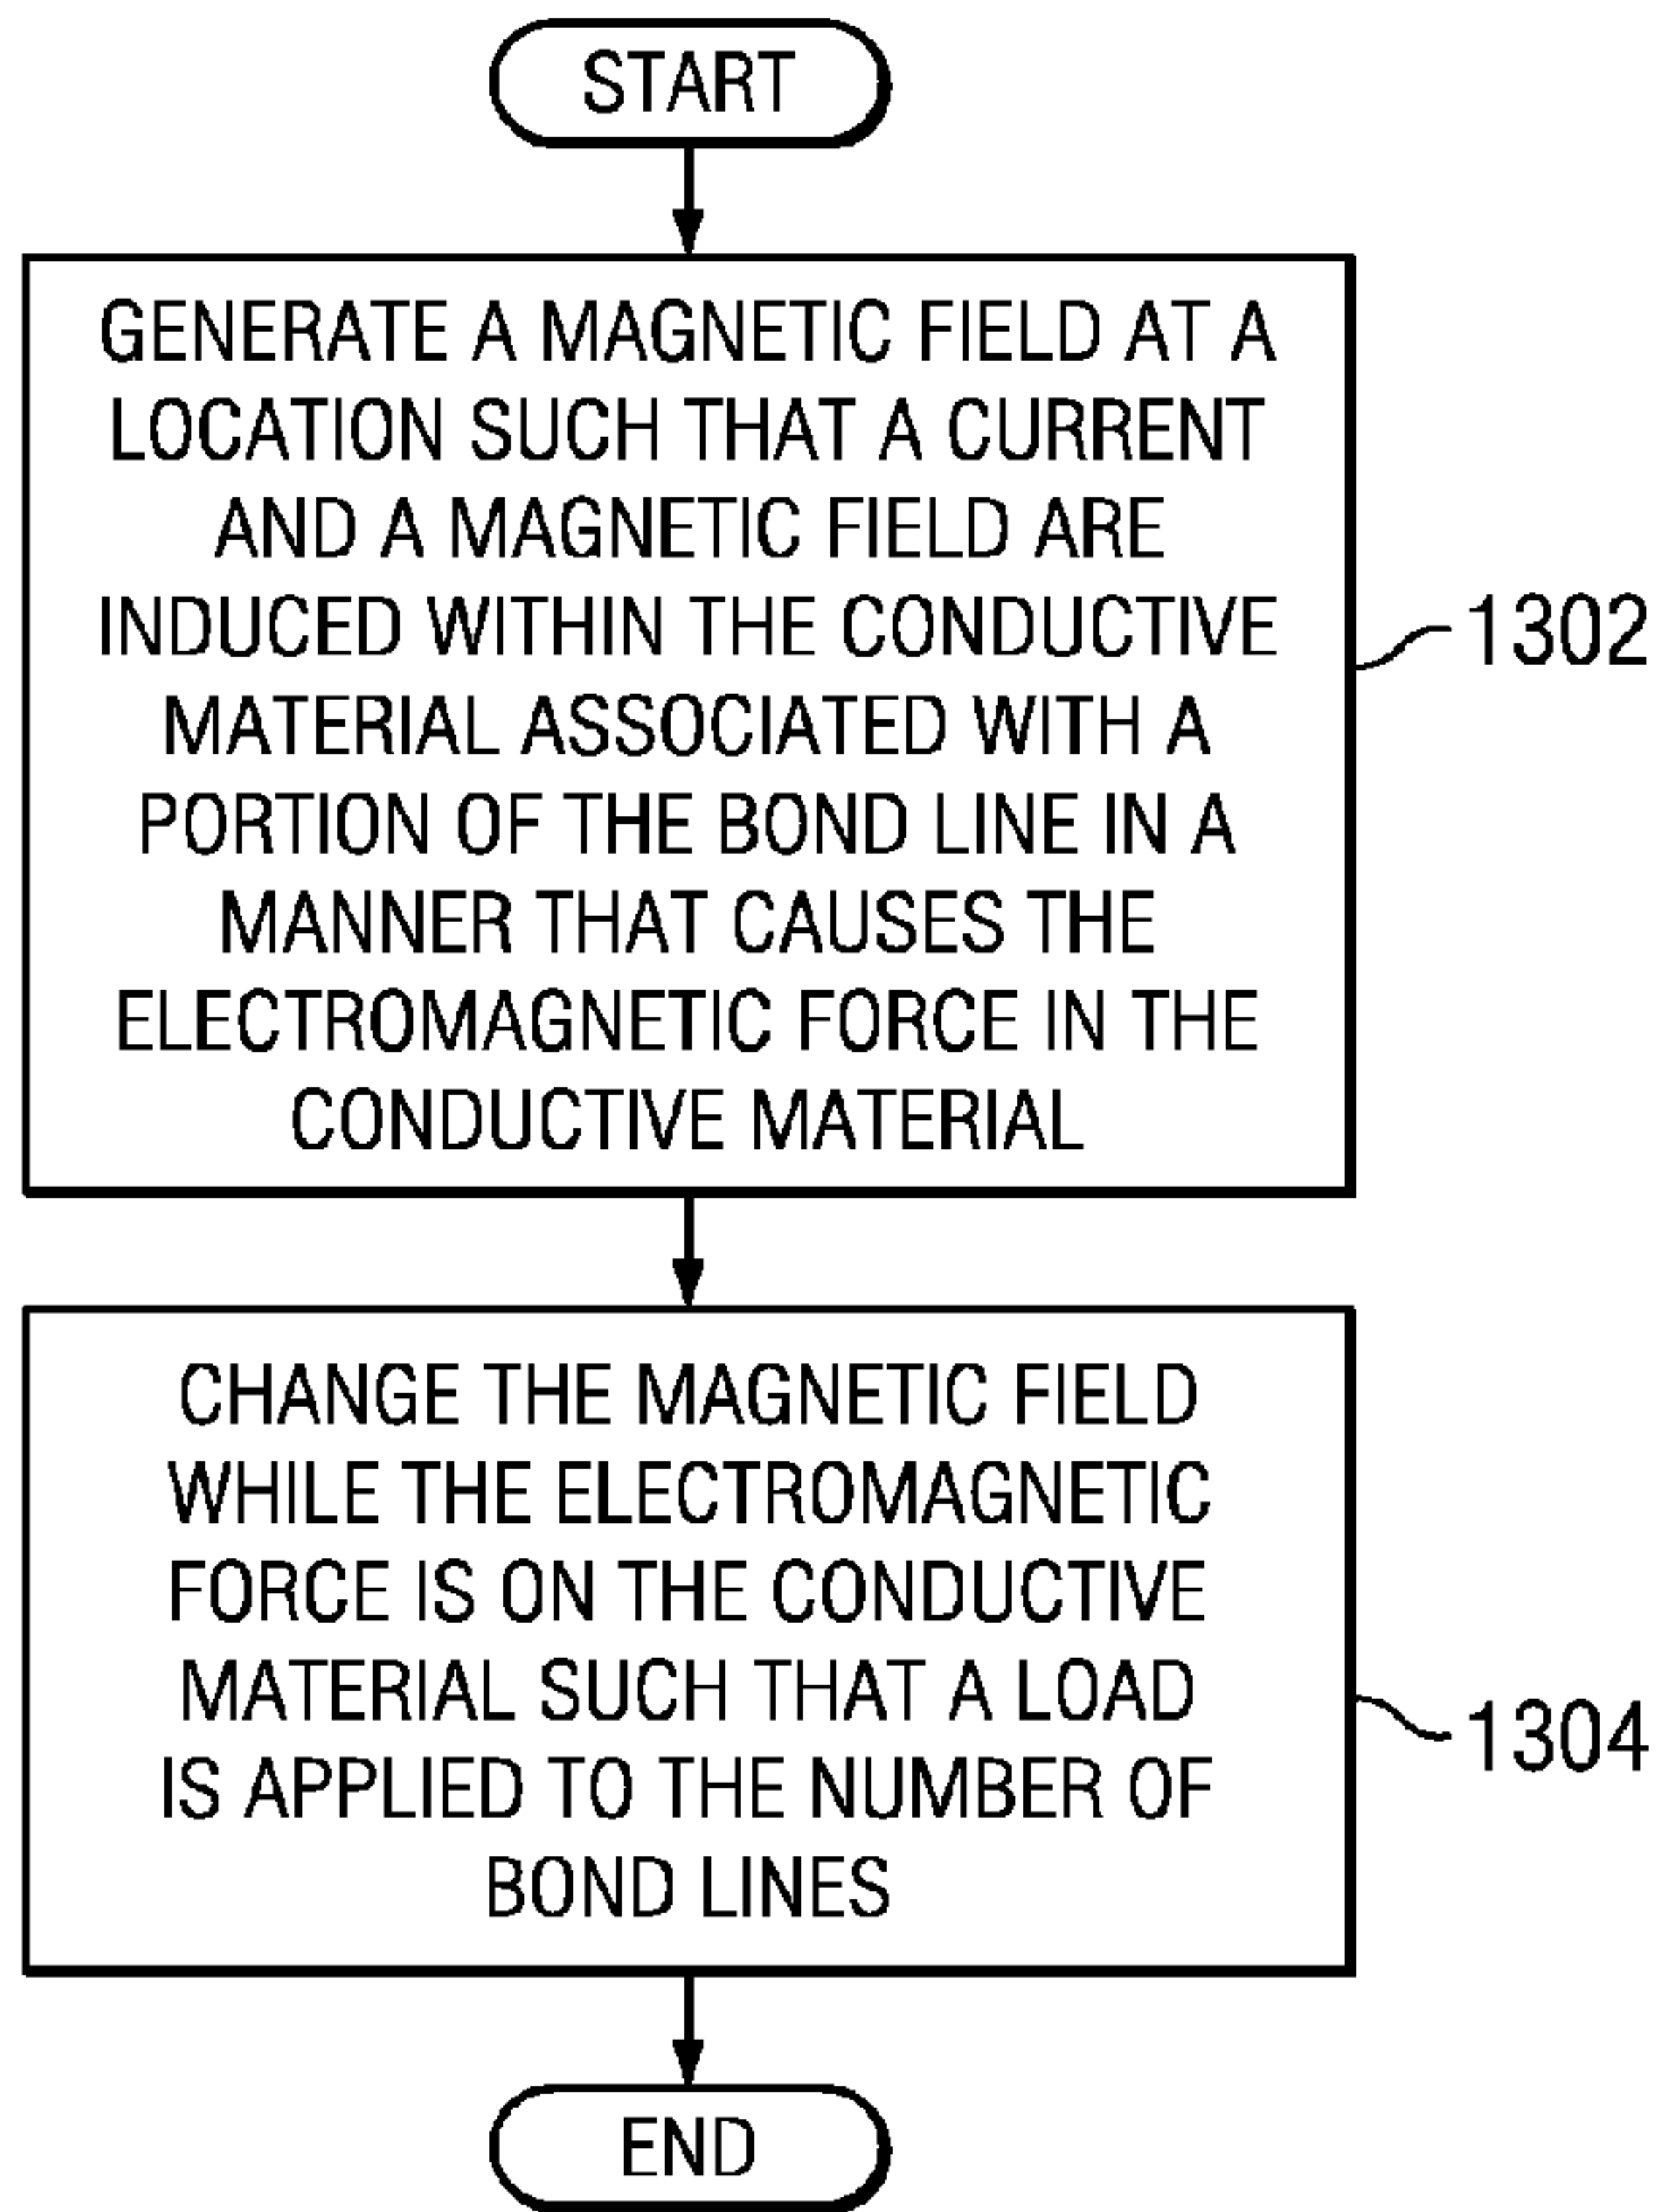 START
GENERATE A MAGNETIC FIELD AT A
LOCATION SUCH THAT A CURRENT
AND A MAGNETIC FIELD ARE
INDUCED WITHIN THE CONDUCTIVE
MATERIAL ASSOCIATED WITH A
PORTION OF THE BOND LINE IN A
MANNER THAT CAUSES THE
ELECTROMAGNETIC FORCE IN THE
CONDUCTIVE MATERIAL
1302
CHANGE THE MAGNETIC FIELD
WHILE THE ELECTROMAGNETIC
FORCE IS ON THE CONDUCTIVE
MATERIAL SUCH THAT A LOAD
IS APPLIED TO THE NUMBER OF
BOND LINES
1304
END